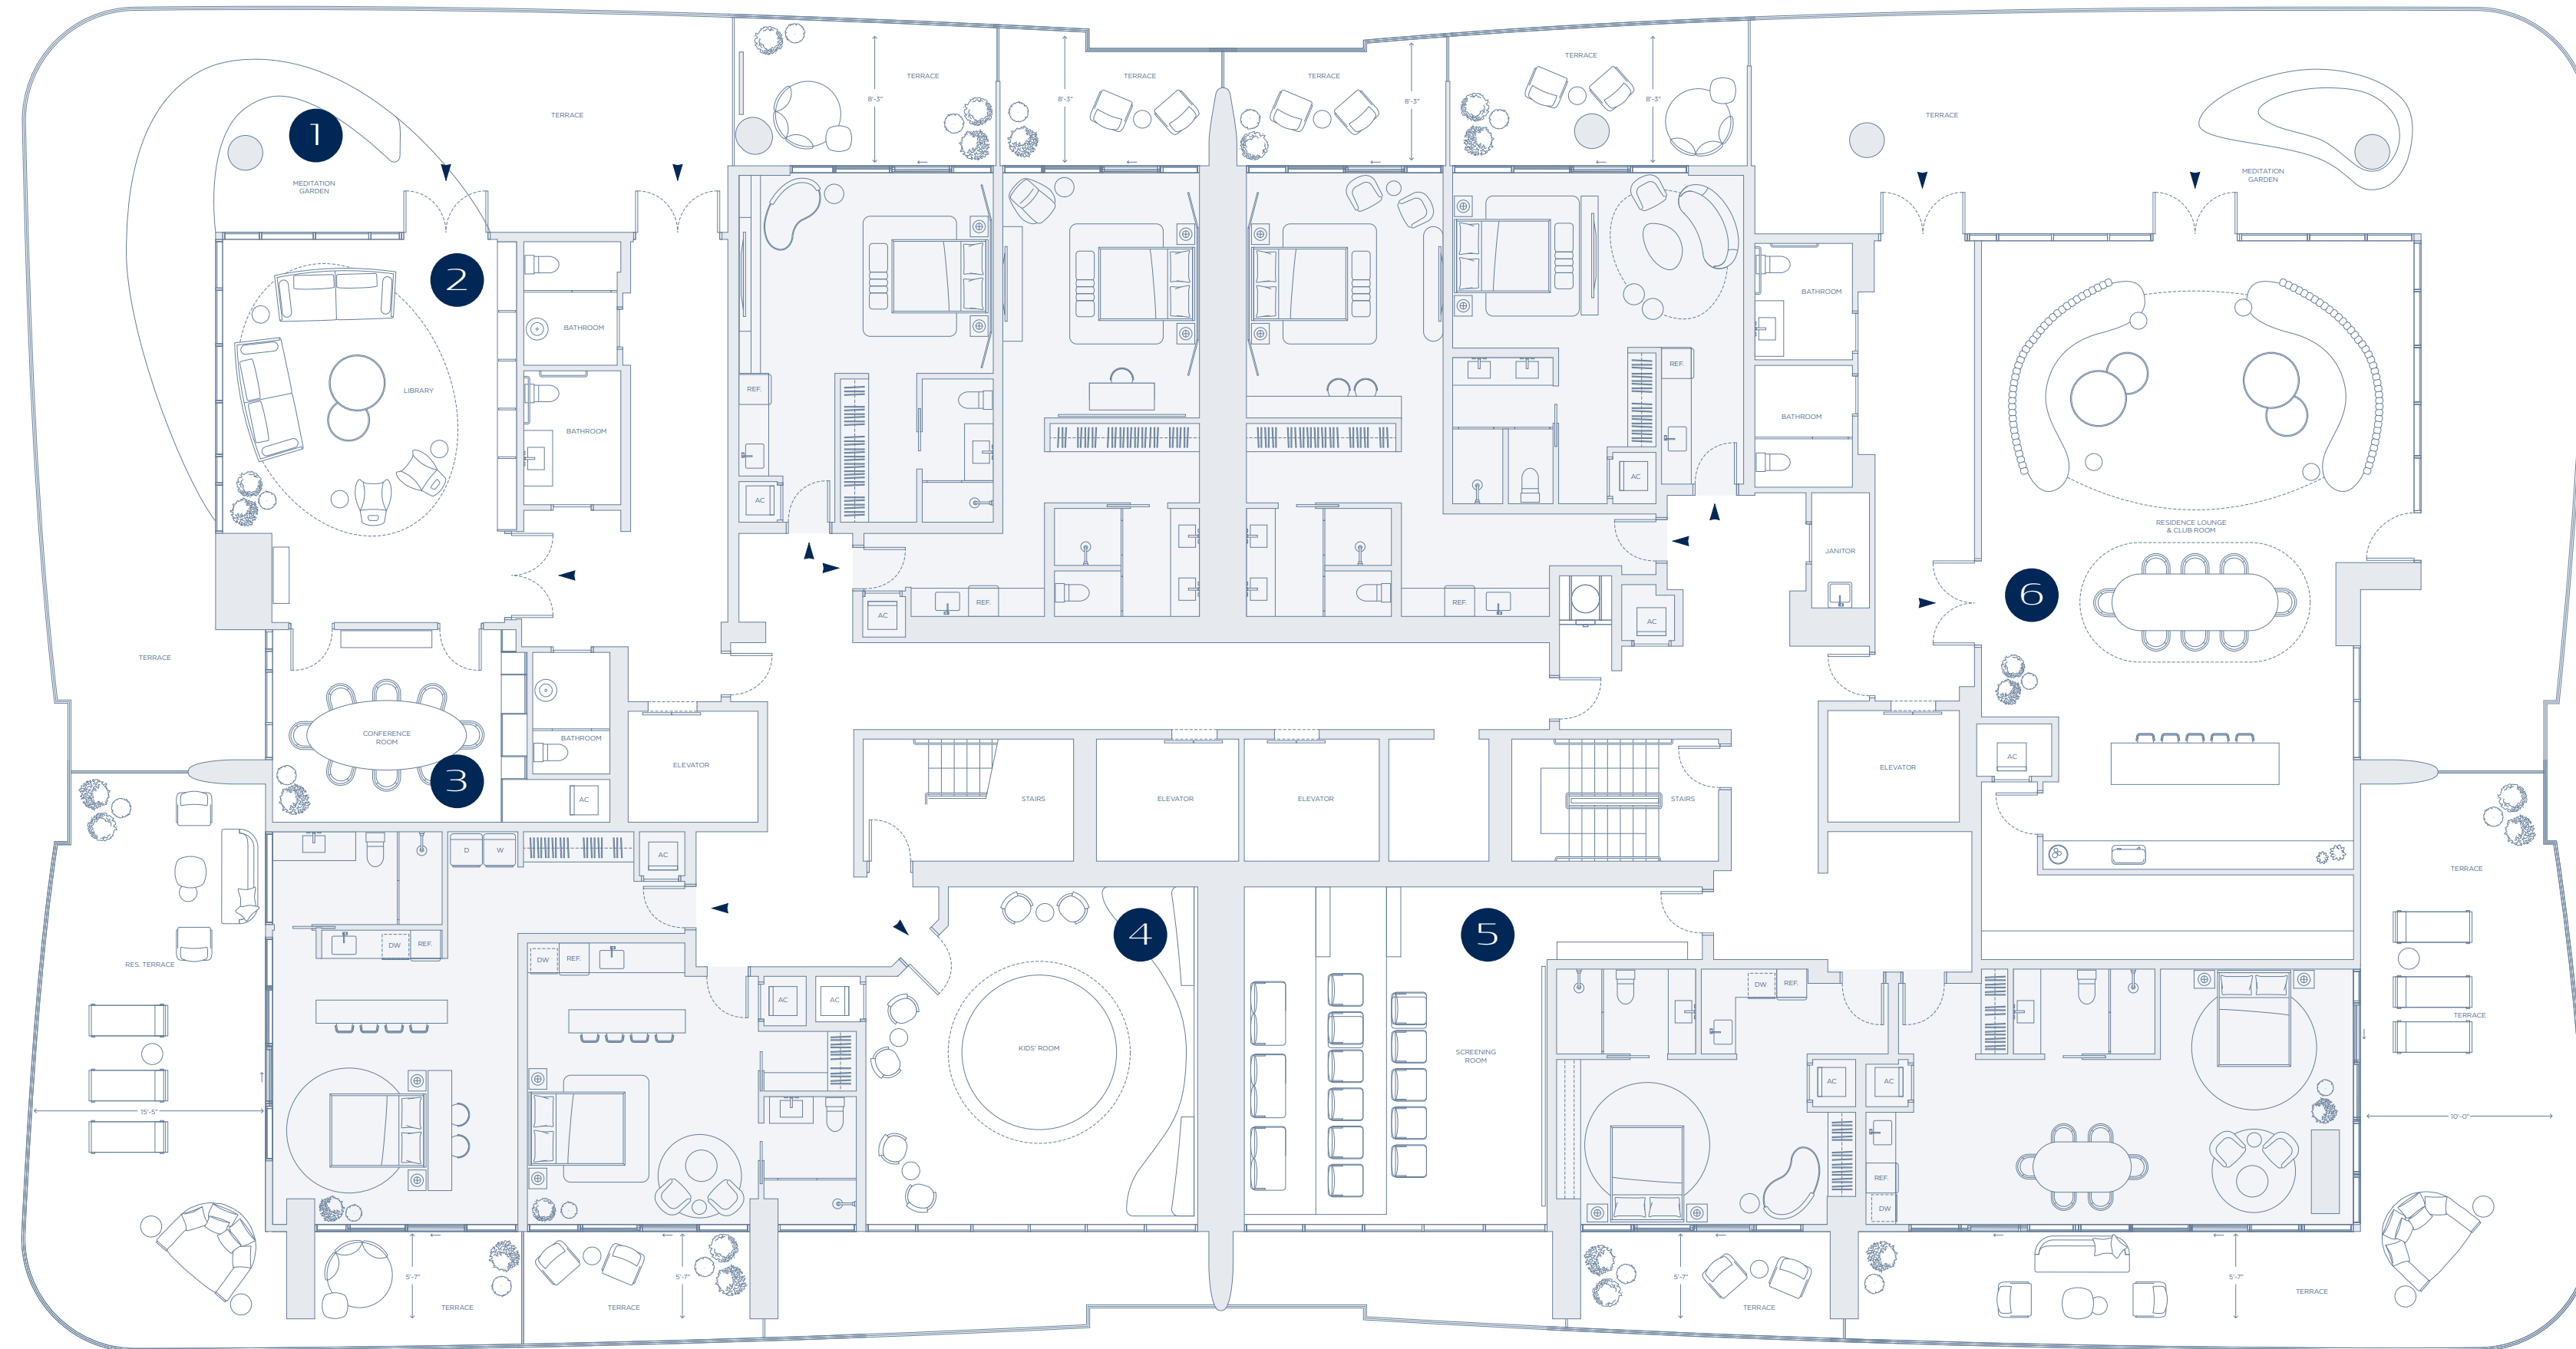 TERRACE
TERRACE
TERRACE
TERRACE
8'-3"
8'-3"
8'-3"
8'-3"
TERRACE
TERRACE
1
MEDITATION
GARDEN
MEDITATION
GARDEN
2
BATHROOM
LIBRARY
BATHROOM
REF.
AC
REF.
AC
BATHROOM
BATHROOM
RESIDENCE LOUNGE
& CLUB ROOM
JANITOR
6
AC
REF.
REF.
AC
TERRACE
CONFERENCE
ROOM
3
BATHROOM
AC
ELEVATOR
STAIRS
ELEVATOR
ELEVATOR
STAIRS
ELEVATOR
AC
D
W
AC
TERRACE
RES. TERRACE
DW
REF.
DW
REF.
AC
AC
4
KIDS' ROOM
5
SCREENING
ROOM
DW
REF.
TERRACE
AC
AC
REF.
DW
15'-5"
10'-0"
5'-7"
TERRACE
5'-7"
TERRACE
5'-7"
TERRACE
5'-7"
TERRACE